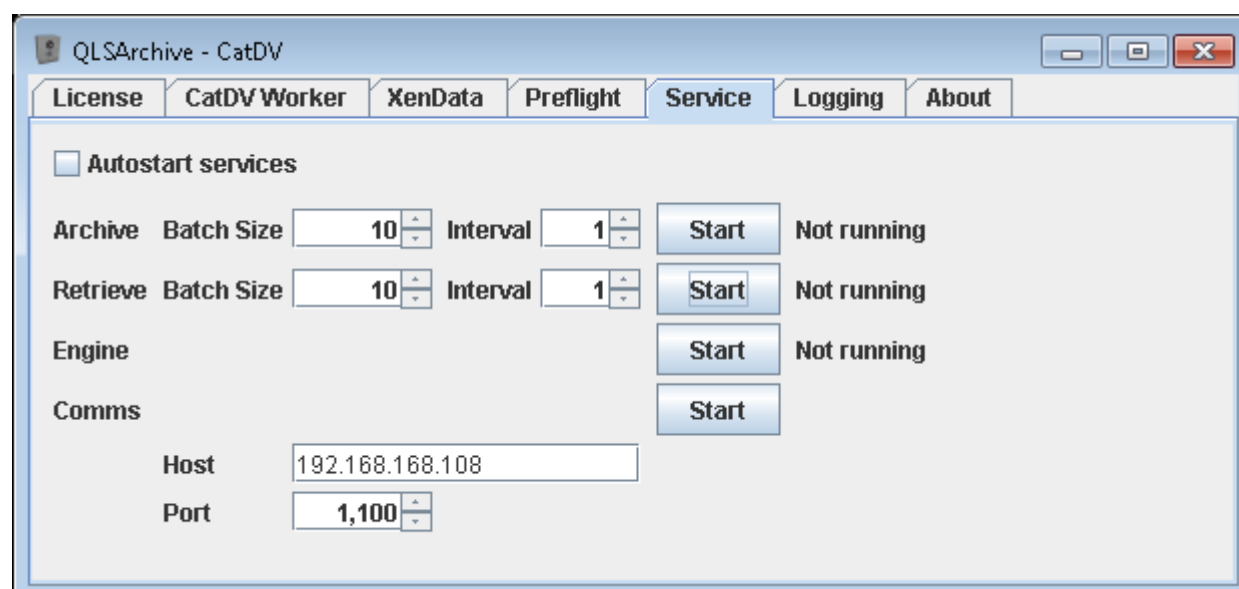 QLSArchive - CatDV
License CatDV Worker XenData Preflight Service Logging About
Autostart services
Archive Batch Size 10 Interval 1 Start Not running
Retrieve Batch Size 10 Interval 1 Start Not running
Engine Start Not running
Comms Start
Host 192.168.168.108
Port 1,100